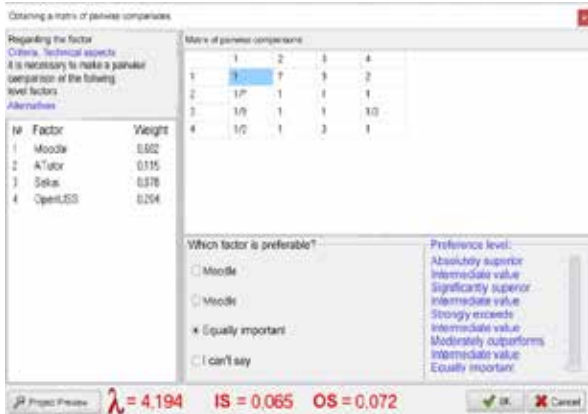 Obtaining a matrix of pairwise comparisons
Regarding the factor
Criteria, Technical aspects
it is necessary to make a pairwise
comparison of the following
level factors
Alternatives
№ Factor Weight
1 Moodle 0,602
2 ATutor 0,115
3 Sakai 0,078
4 OpenUSS 0,204
Matrix of pairwise comparisons
1 2 3 4
1 1 7 9 2
2 1/7 1 1 1
3 1/9 1 1 1/3
4 1/2 1 3 1
Which factor is preferable?
Moodle
Moodle
Equally important
I can't say
Preference level:
Absolutely superior
Intermediate value
Significantly superior
Intermediate value
Strongly exceeds
Intermediate value
Moderately outperforms
Intermediate value
Equally important
Project Preview
λ = 4,194 IS = 0,065 OS = 0,072
OK
Cancel